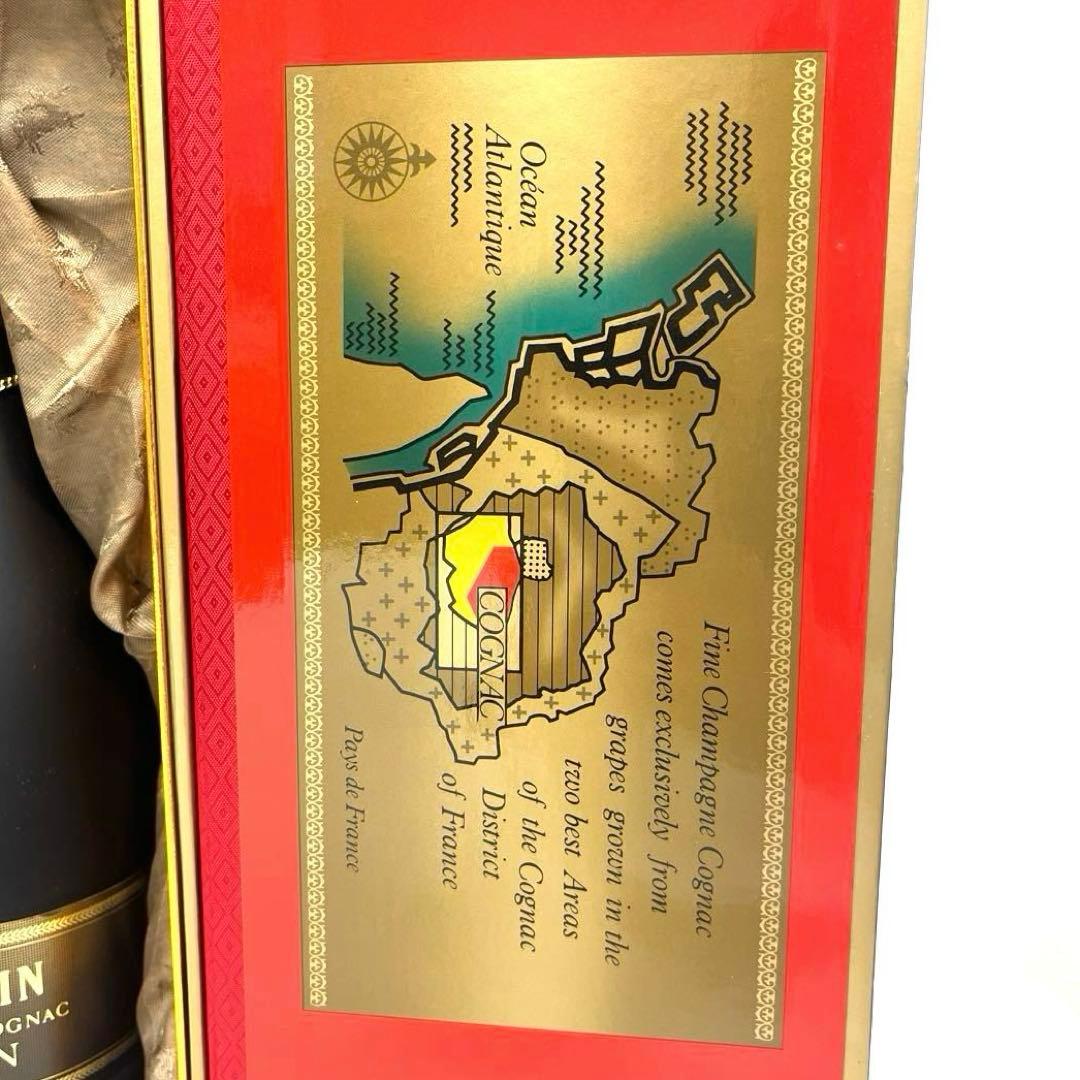 Océan
Atlantique
Fine Champagne Cognac
comes exclusively from
grapes grown in the
two best Areas
of the Cognac
District
of France
COGNAC
Pays de France
IN
OGNAC
N